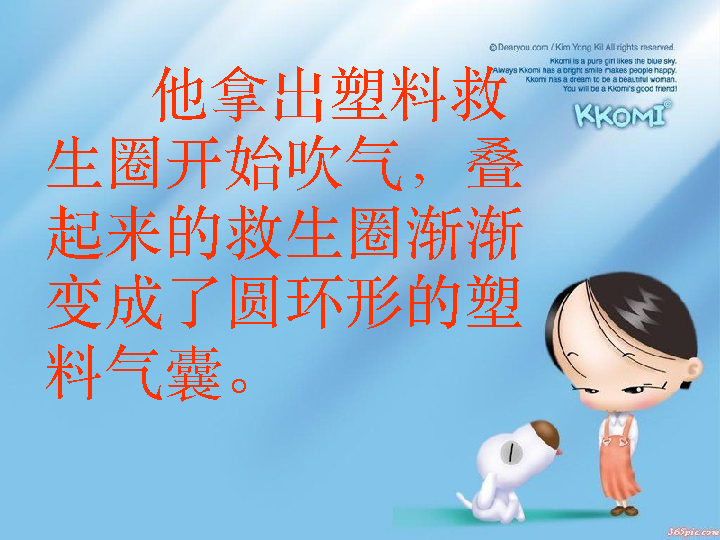 ©Dearyou.com / Kim Yong Kil All rights reserved.
Kkomi is a pure girl likes the blue sky.
Always Kkomi has a bright smile makes people happy.
Kkomi has a dream to be a beautiful woman.
You will be a Kkomi's good friend!
KKOMI©
他拿出塑料救
生圈开始吹气，叠
起来的救生圈渐渐
变成了圆环形的塑
料气囊。
365pic.com